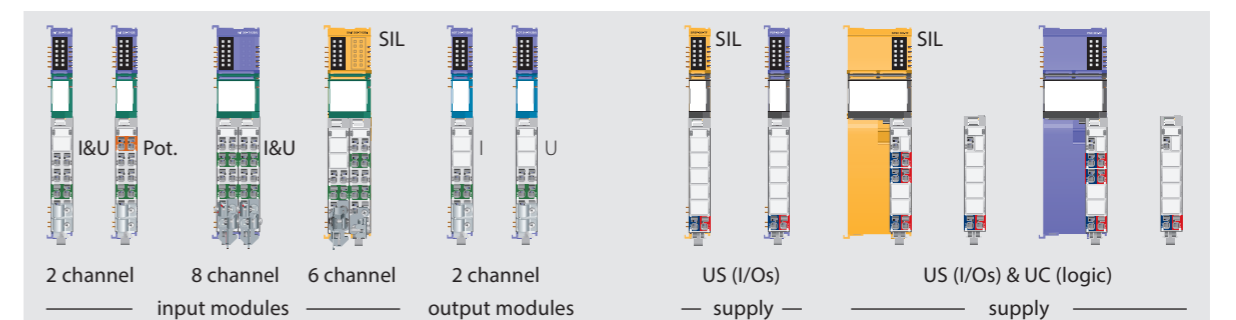 SIL
SIL
SIL
I&U
Pot.
I&U
I
U
2 channel
8 channel
6 channel
2 channel
US (I/Os)
US (I/Os) & UC (logic)
input modules
output modules
supply
supply